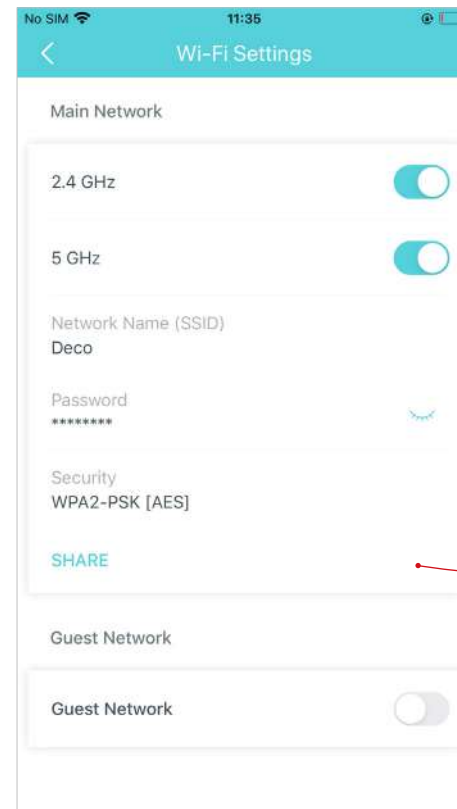 No SIM 11:35
Wi-Fi Settings
Main Network
2.4 GHz
5 GHz
Network Name (SSID)
Deco
Password
********
Security
WPA2-PSK [AES]
SHARE
Guest Network
Guest Network